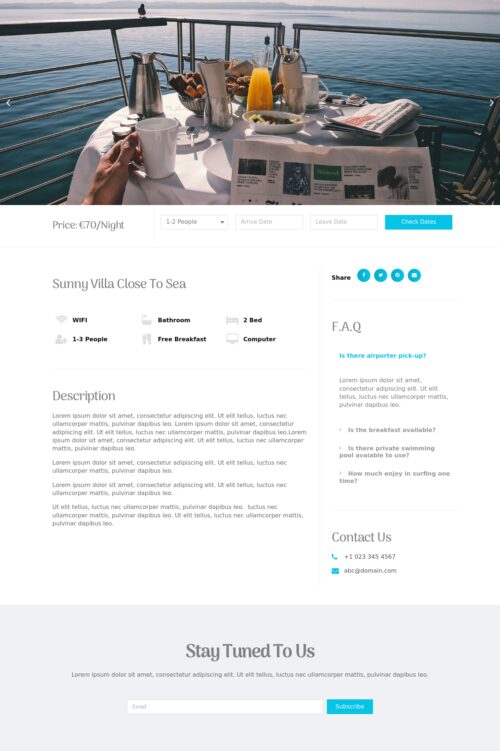 Price: €70/Night
1-2 People
Arrive Date
Leave Date
Check Dates
Sunny Villa Close To Sea
WIFI
Bathroom
2 Bed
1-3 People
Free Breakfast
Computer
Description
Lorem ipsum dolor sit amet, consectetur adipiscing elit. Ut elit tellus, luctus nec
ullamcorper mattis, pulvinar dapibus leo. Lorem ipsum dolor sit amet, consectetur
adipiscing elit. Ut elit tellus, luctus nec ullamcorper mattis, pulvinar dapibus leo.Lorem
ipsum dolor sit amet, consectetur adipiscing elit. Ut elit tellus, luctus nec ullamcorper
mattis, pulvinar dapibus leo.
Lorem ipsum dolor sit amet, consectetur adipiscing elit. Ut elit tellus, luctus nec
ullamcorper mattis, pulvinar dapibus leo.
Lorem ipsum dolor sit amet, consectetur adipiscing elit. Ut elit tellus, luctus nec
ullamcorper mattis, pulvinar dapibus leo.
Ut elit tellus, luctus nec ullamcorper mattis, pulvinar dapibus leo. luctus nec
ullamcorper mattis, pulvinar dapibus leo. Ut elit tellus, luctus nec ullamcorper mattis,
pulvinar dapibus leo.
Share
F.A.Q
Is there airporter pick-up?
Lorem ipsum dolor sit amet,
consectetur adipiscing elit. Ut elit
tellus, luctus nec ullamcorper mattis,
pulvinar dapibus leo.
Is the breakfast available?
Is there private swimming
pool avaiable to use?
How much enjoy in surfing one
time?
Contact Us
+1 023 345 4567
abc@domain.com
Stay Tuned To Us
Lorem ipsum dolor sit amet, consectetur adipiscing elit. Ut elit tellus, luctus nec ullamcorper mattis, pulvinar dapibus leo.
Email
Subscribe